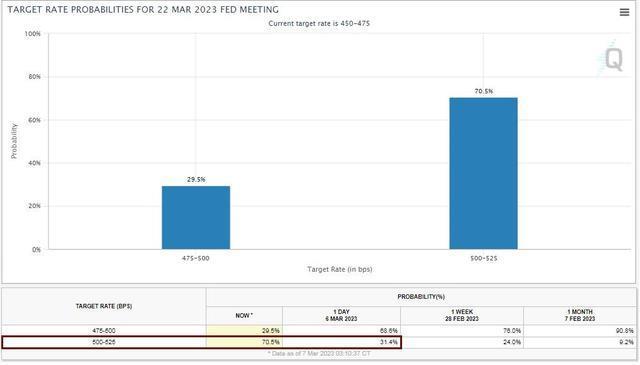 TARGET RATE PROBABILITIES FOR 22 MAR 2023 FED MEETING
Current target rate is 450-475
Q
100%
80%
60%
40%
20%
0%
Probability
29.5%
70.5%
475-500
500-525
Target Rate (in bps)
TARGET RATE (BPS)
PROBABILITY(%)
NOW *
1 DAY
6 MAR 2023
1 WEEK
28 FEB 2023
1 MONTH
7 FEB 2023
475-500 29.5% 68.6% 76.0% 90.8%
500-525 70.5% 31.4% 24.0% 9.2%
* Data as of 7 Mar 2023 03:10:37 CT